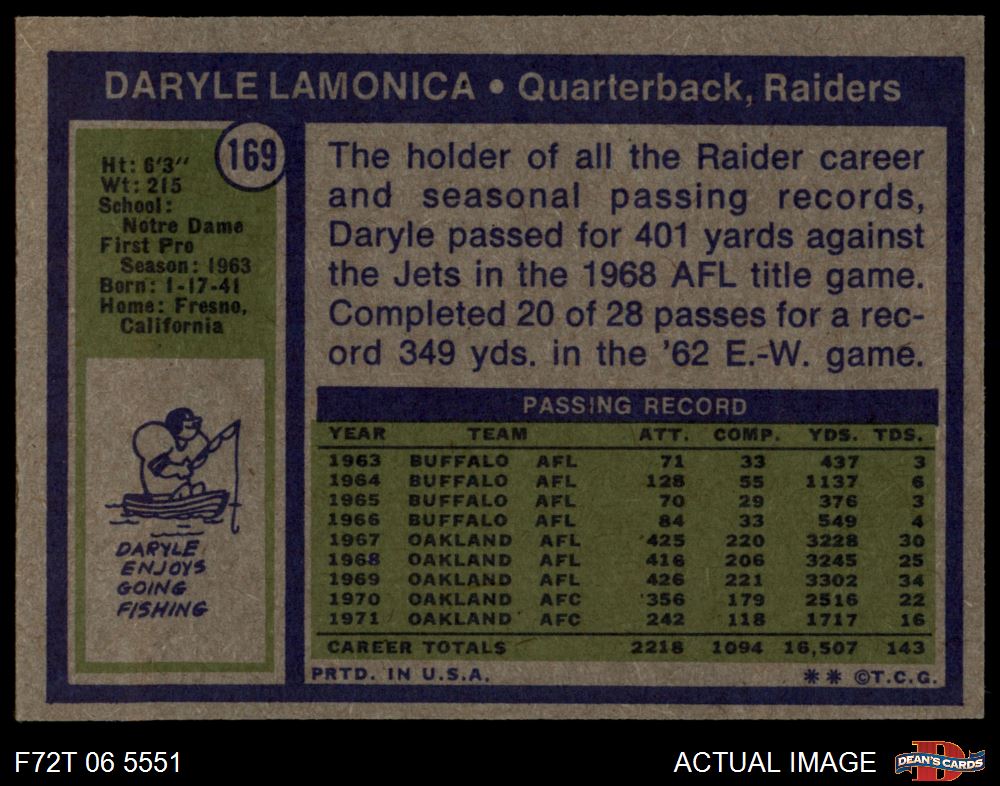 DARYLE LAMONICA • Quarterback, Raiders
169
Ht: 6'3"
Wt: 215
School:
Notre Dame
First Pro
Season: 1963
Born: 1-17-41
Home: Fresno,
California
DARYLE
ENJOYS
GOING
FISHING
The holder of all the Raider career
and seasonal passing records,
Daryle passed for 401 yards against
the Jets in the 1968 AFL title game.
Completed 20 of 28 passes for a rec-
ord 349 yds. in the '62 E.-W. game.
PASSING RECORD
YEAR TEAM ATT. COMP. YDS. TDS.
1963 BUFFALO AFL 71 33 437 3
1964 BUFFALO AFL 128 55 1137 6
1965 BUFFALO AFL 70 29 376 3
1966 BUFFALO AFL 84 33 549 4
1967 OAKLAND AFL 425 220 3228 30
1968 OAKLAND AFL 416 206 3245 25
1969 OAKLAND AFL 426 221 3302 34
1970 OAKLAND AFC 356 179 2516 22
1971 OAKLAND AFC 242 118 1717 16
CAREER TOTALS 2218 1094 16,507 143
PRTD. IN U.S.A. ** ©T.C.G.
F72T 06 5551 ACTUAL IMAGE
D
DEAN'S CARDS